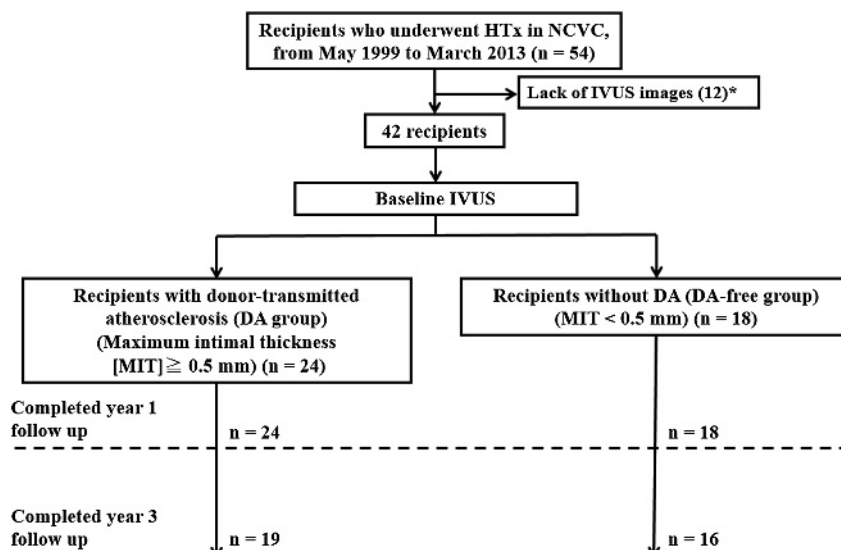 Recipients who underwent HTx in NCVC,
from May 1999 to March 2013 (n = 54)
Lack of IVUS images (12)*
42 recipients
Baseline IVUS
Recipients with donor-transmitted
atherosclerosis (DA group)
(Maximum intimal thickness
[MIT]≧ 0.5 mm) (n = 24)
Recipients without DA (DA-free group)
(MIT < 0.5 mm) (n = 18)
Completed year 1
follow up
n = 24
n = 18
Completed year 3
follow up
n = 19
n = 16